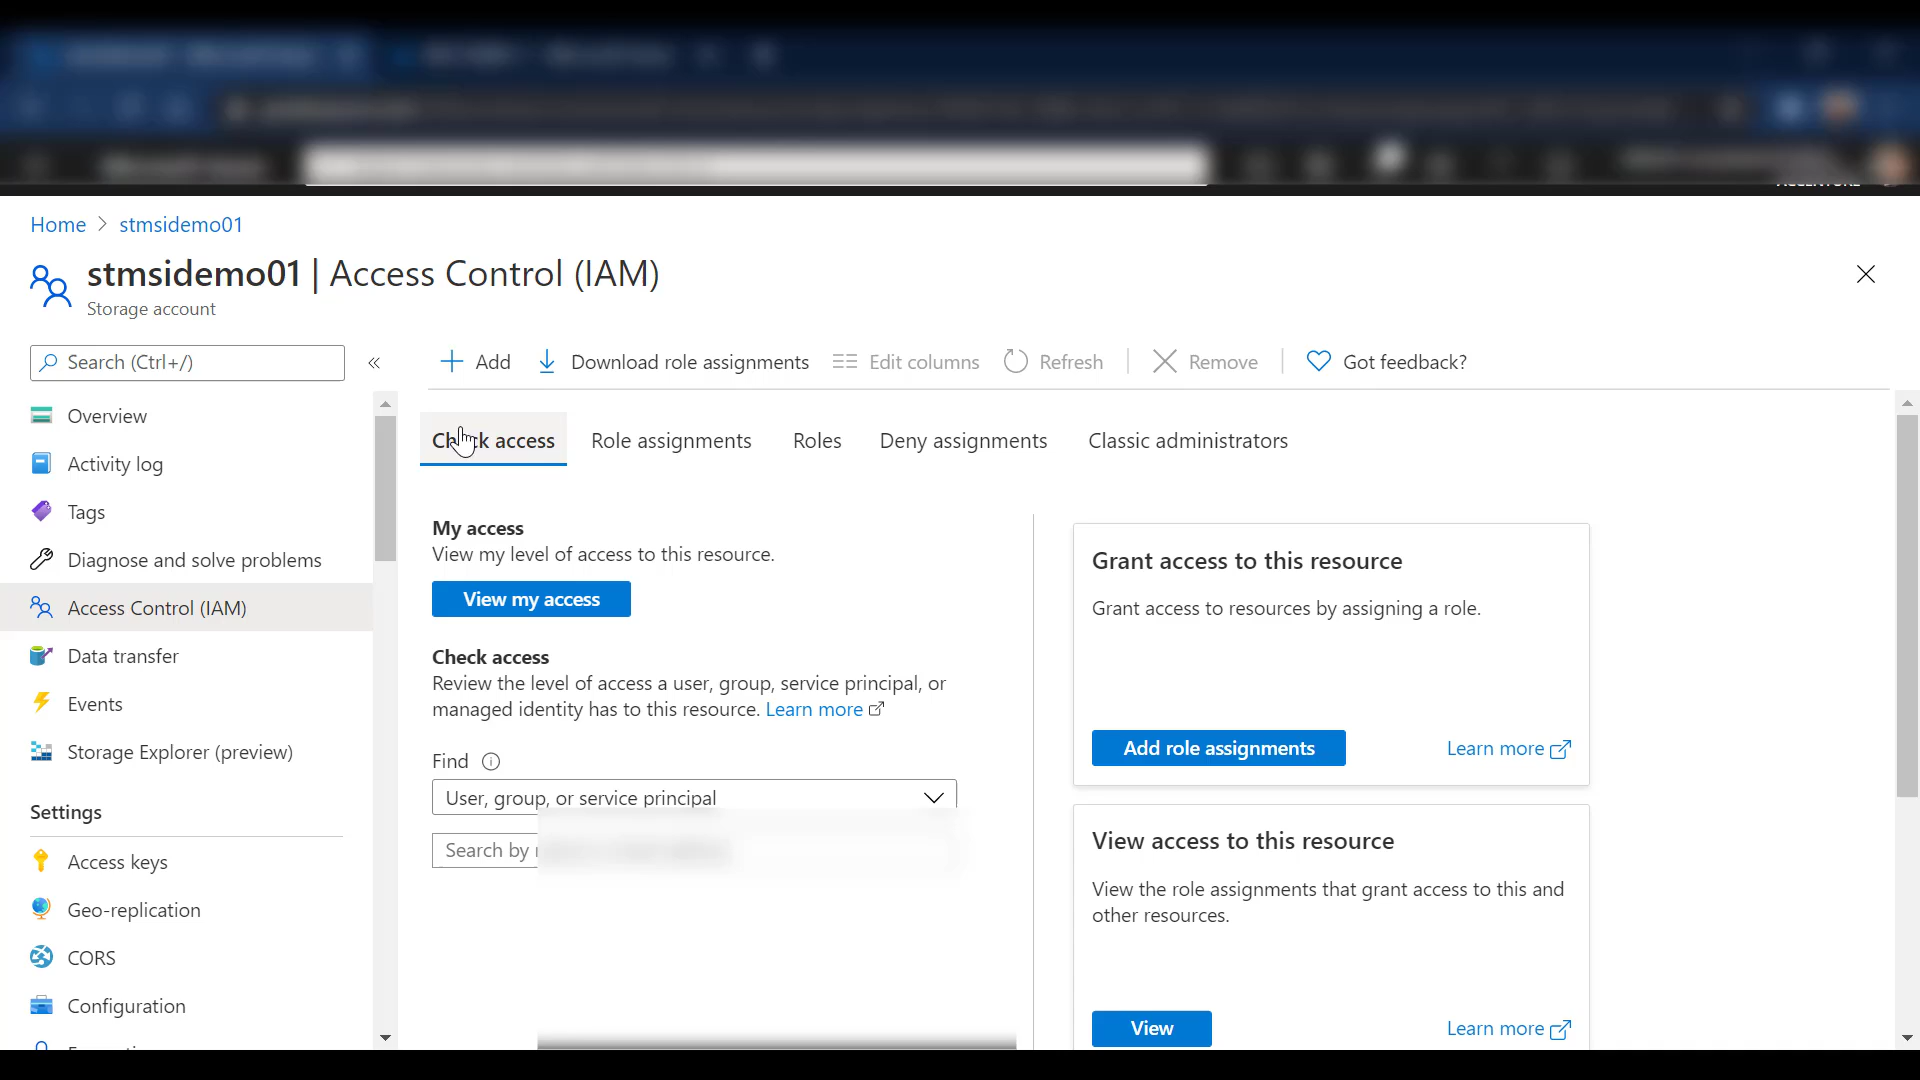 Home > stmsidemo01
stmsidemo01 | Access Control (IAM)
Storage account
Search (Ctrl+/)
«
Add
Download role assignments
Edit columns
Refresh
Remove
Got feedback?
Overview
Activity log
Tags
Diagnose and solve problems
Access Control (IAM)
Data transfer
Events
Storage Explorer (preview)
Settings
Access keys
Geo-replication
CORS
Configuration
Check access
Role assignments
Roles
Deny assignments
Classic administrators
My access
View my level of access to this resource.
View my access
Check access
Review the level of access a user, group, service principal, or
managed identity has to this resource. Learn more
Find
User, group, or service principal
Search by
Grant access to this resource
Grant access to resources by assigning a role.
Add role assignments
Learn more
View access to this resource
View the role assignments that grant access to this and
other resources.
View
Learn more